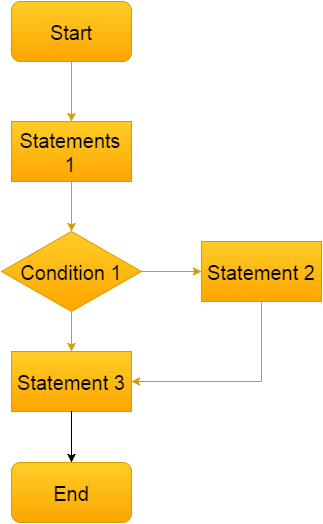 Start
Statements
1
Condition 1
Statement 2
Statement 3
End